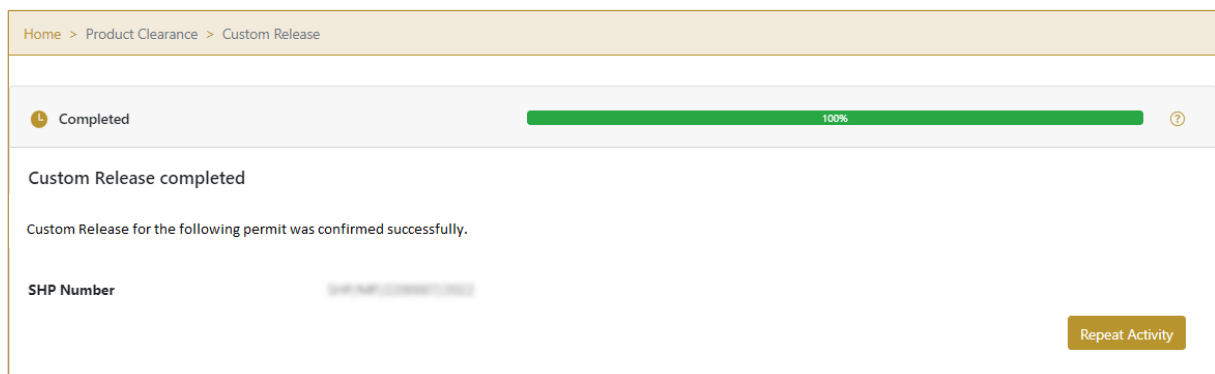 Home > Product Clearance > Custom Release
Completed
100%
?
Custom Release completed
Custom Release for the following permit was confirmed successfully.
SHP Number
Repeat Activity